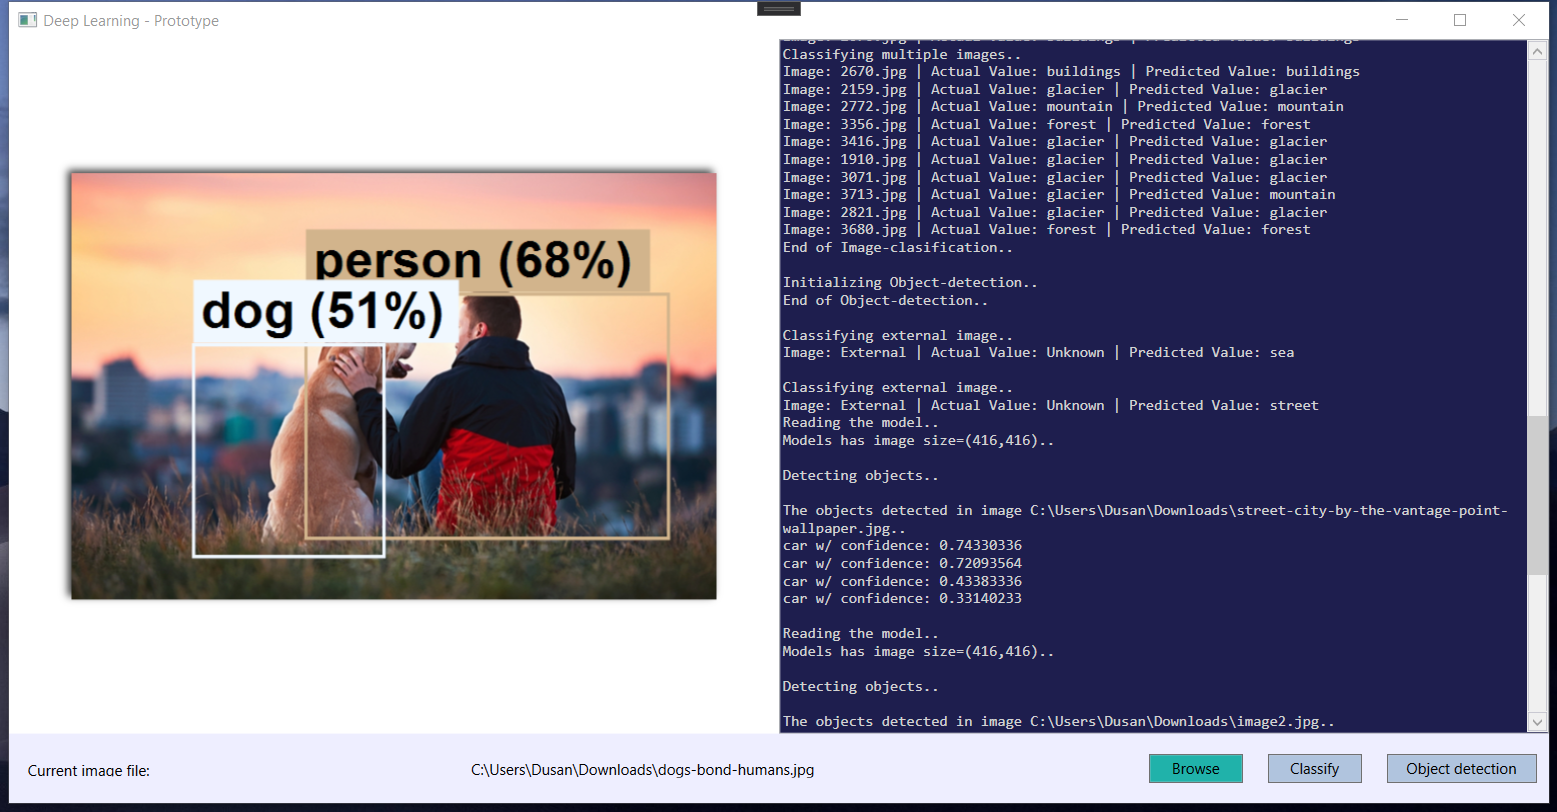 Deep Learning - Prototype
person (68%)
dog (51%)
Classifying multiple images..
Image: 2670.jpg | Actual Value: buildings | Predicted Value: buildings
Image: 2159.jpg | Actual Value: glacier | Predicted Value: glacier
Image: 2772.jpg | Actual Value: mountain | Predicted Value: mountain
Image: 3356.jpg | Actual Value: forest | Predicted Value: forest
Image: 3416.jpg | Actual Value: glacier | Predicted Value: glacier
Image: 1910.jpg | Actual Value: glacier | Predicted Value: glacier
Image: 3071.jpg | Actual Value: glacier | Predicted Value: glacier
Image: 3713.jpg | Actual Value: glacier | Predicted Value: mountain
Image: 2821.jpg | Actual Value: glacier | Predicted Value: glacier
Image: 3680.jpg | Actual Value: forest | Predicted Value: forest
End of Image-clasification..
Initializing Object-detection..
End of Object-detection..
Classifying external image..
Image: External | Actual Value: Unknown | Predicted Value: sea
Classifying external image..
Image: External | Actual Value: Unknown | Predicted Value: street
Reading the model..
Models has image size=(416,416)..
Detecting objects..
The objects detected in image C:\Users\Dusan\Downloads\street-city-by-the-vantage-point-
wallpaper.jpg..
car w/ confidence: 0.74330336
car w/ confidence: 0.72093564
car w/ confidence: 0.43383336
car w/ confidence: 0.33140233
Reading the model..
Models has image size=(416,416)..
Detecting objects..
The objects detected in image C:\Users\Dusan\Downloads\image2.jpg..
Current image file:
C:\Users\Dusan\Downloads\dogs-bond-humans.jpg
Browse
Classify
Object detection